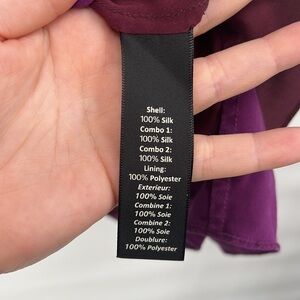 Shell:
100% Silk
Combo 1:
100% Silk
Combo 2:
100% Silk
Lining:
100% Polyester
Exterieur:
100% Soie
Combine 1:
100% Soie
Combine 2:
100% Soie
Doublure:
100% Polyester